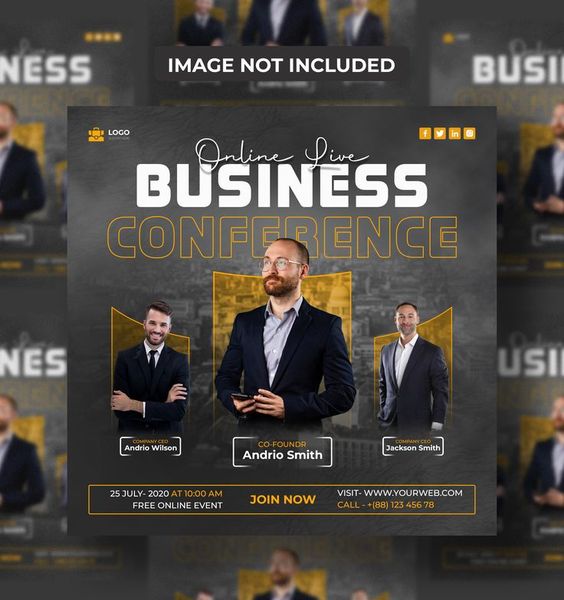 IMAGE NOT INCLUDED
LOGO
Online Live
BUSINESS
CONFERENCE
COMPANY CEO
Andrio Wilson
CO-FOUNDR
Andrio Smith
COMPANY CEO
Jackson Smith
25 JULY- 2020 AT 10:00 AM
FREE ONLINE EVENT
JOIN NOW
VISIT- WWW.YOURWEB.COM
CALL - +(88) 123 456 78